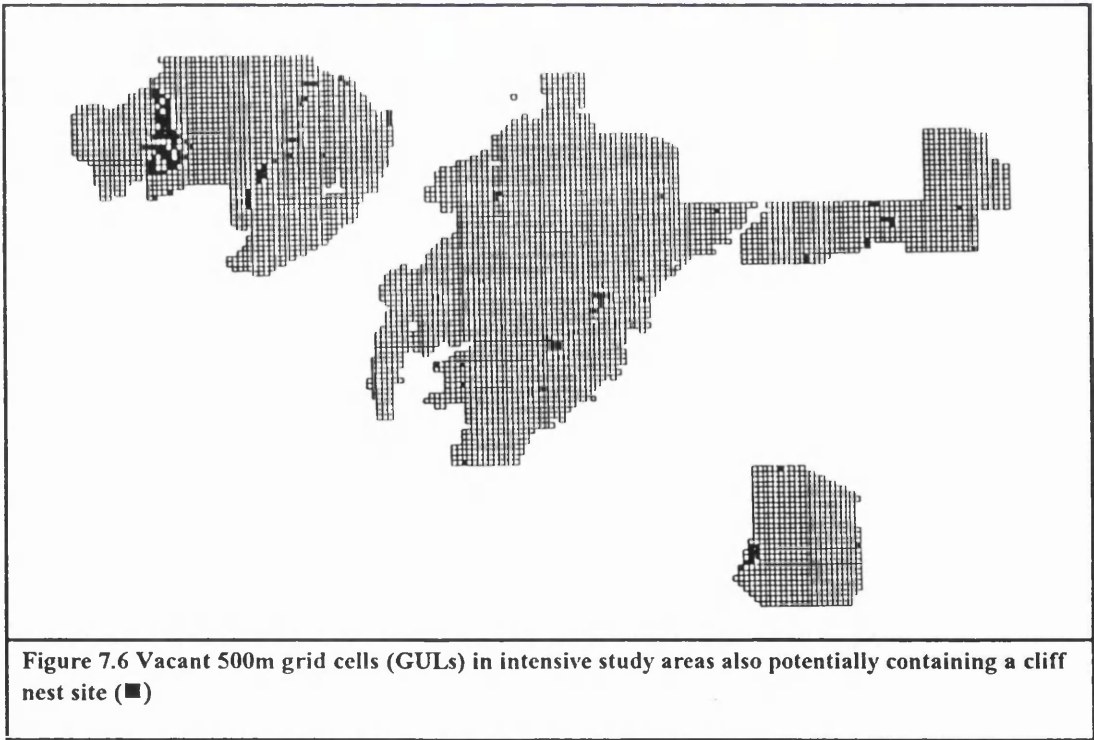 Figure 7.6 Vacant 500m grid cells (GULs) in intensive study areas also potentially containing a cliff
nest site (■)